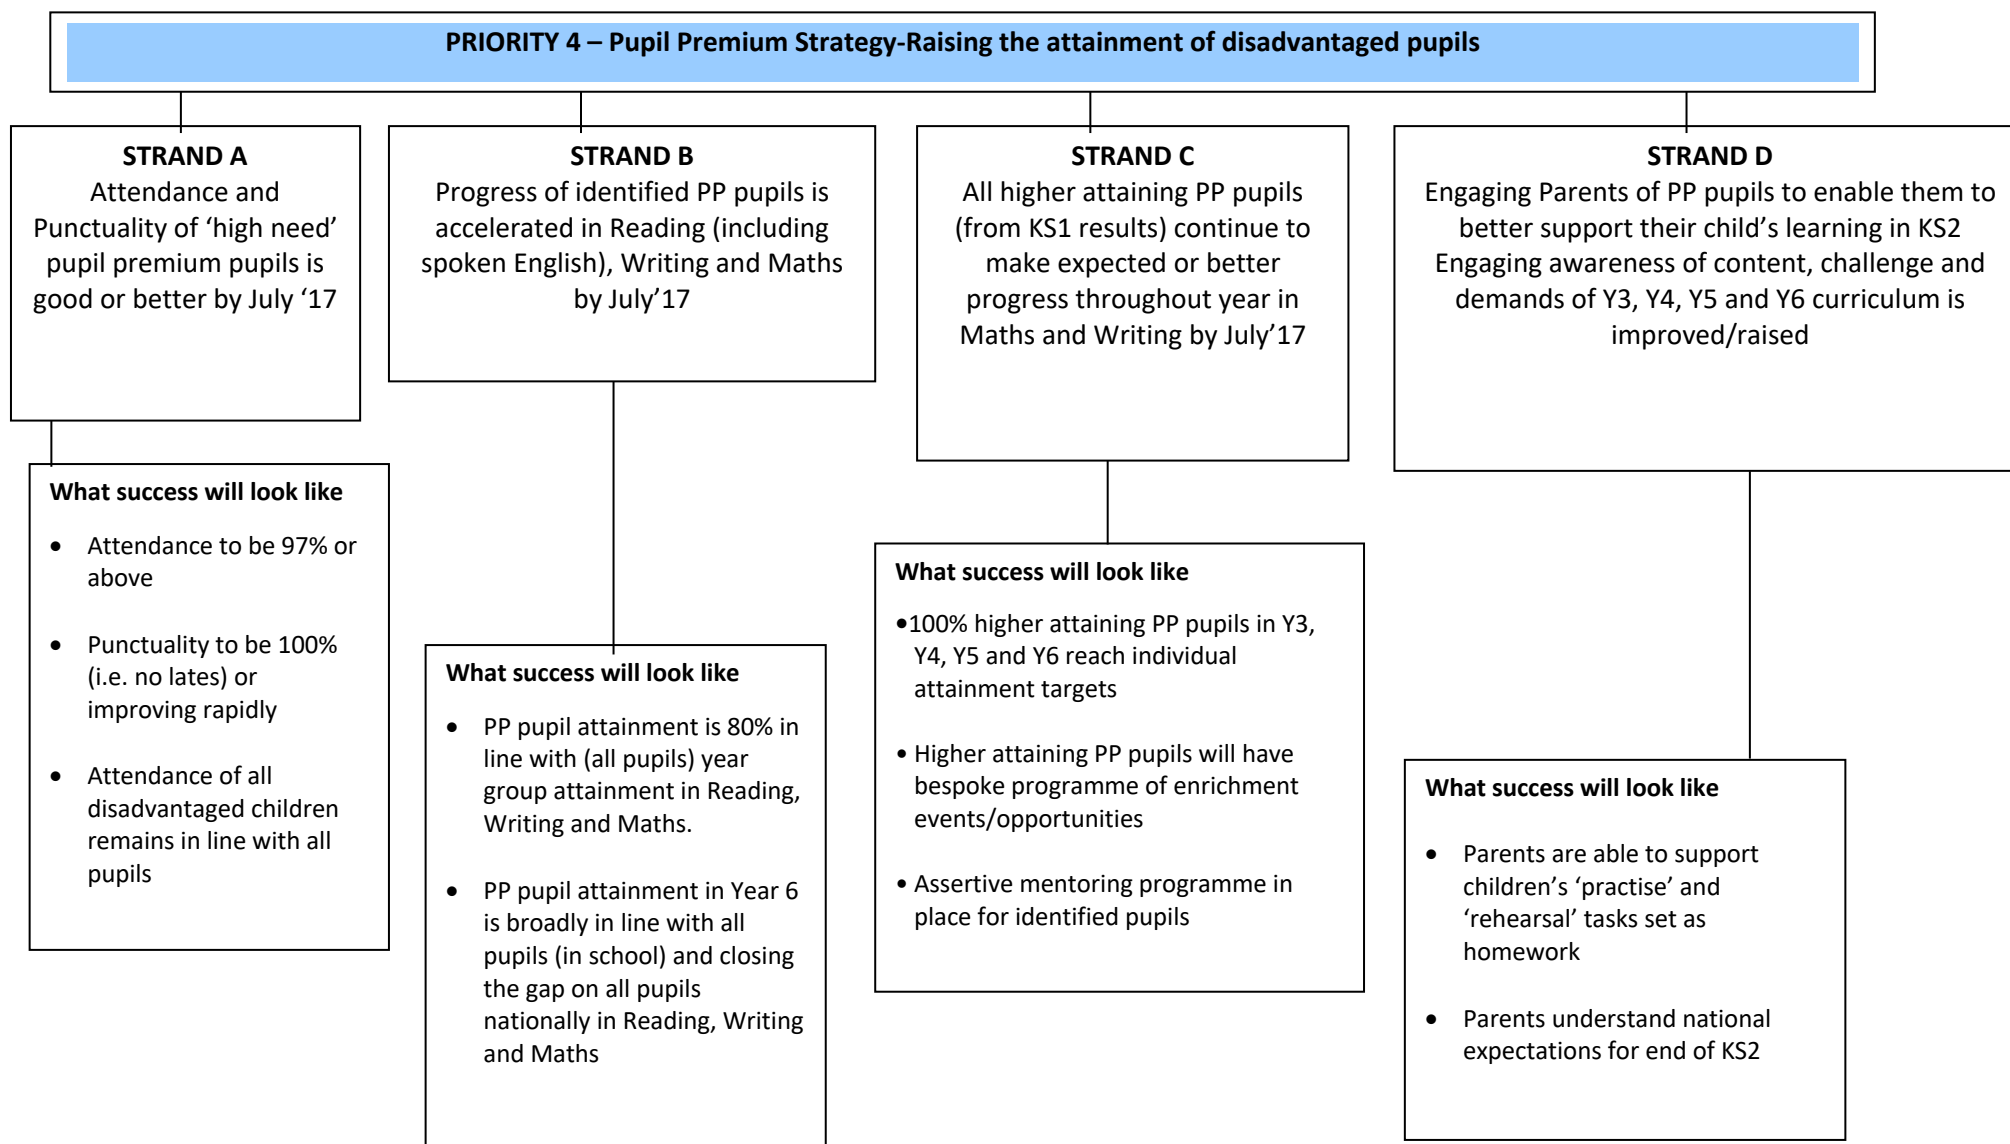 PRIORITY 4 – Pupil Premium Strategy-Raising the attainment of disadvantaged pupils
STRAND A
Attendance and
Punctuality of ‘high need’
pupil premium pupils is
good or better by July ‘17
STRAND B
Progress of identified PP pupils is
accelerated in Reading (including
spoken English), Writing and Maths
by July’17
STRAND C
All higher attaining PP pupils
(from KS1 results) continue to
make expected or better
progress throughout year in
Maths and Writing by July’17
STRAND D
Engaging Parents of PP pupils to enable them to
better support their child’s learning in KS2
Engaging awareness of content, challenge and
demands of Y3, Y4, Y5 and Y6 curriculum is
improved/raised
What success will look like
• Attendance to be 97% or
above
• Punctuality to be 100%
(i.e. no lates) or
improving rapidly
• Attendance of all
disadvantaged children
remains in line with all
pupils
What success will look like
• PP pupil attainment is 80% in
line with (all pupils) year
group attainment in Reading,
Writing and Maths.
• PP pupil attainment in Year 6
is broadly in line with all
pupils (in school) and closing
the gap on all pupils
nationally in Reading, Writing
and Maths
What success will look like
•100% higher attaining PP pupils in Y3,
Y4, Y5 and Y6 reach individual
attainment targets
• Higher attaining PP pupils will have
bespoke programme of enrichment
events/opportunities
• Assertive mentoring programme in
place for identified pupils
What success will look like
• Parents are able to support
children’s ‘practise’ and
‘rehearsal’ tasks set as
homework
• Parents understand national
expectations for end of KS2